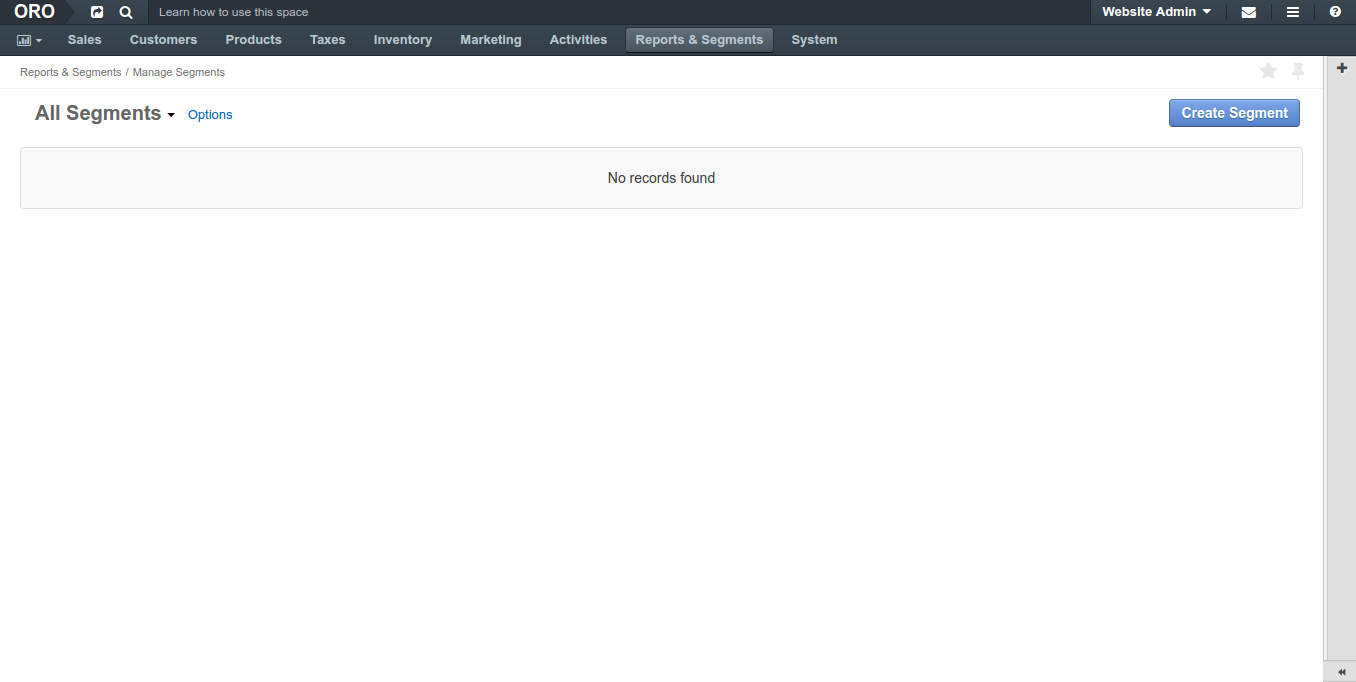 ORO Learn how to use this space Website Admin
Sales Customers Products Taxes Inventory Marketing Activities Reports & Segments System
Reports & Segments / Manage Segments
All Segments Options Create Segment
No records found